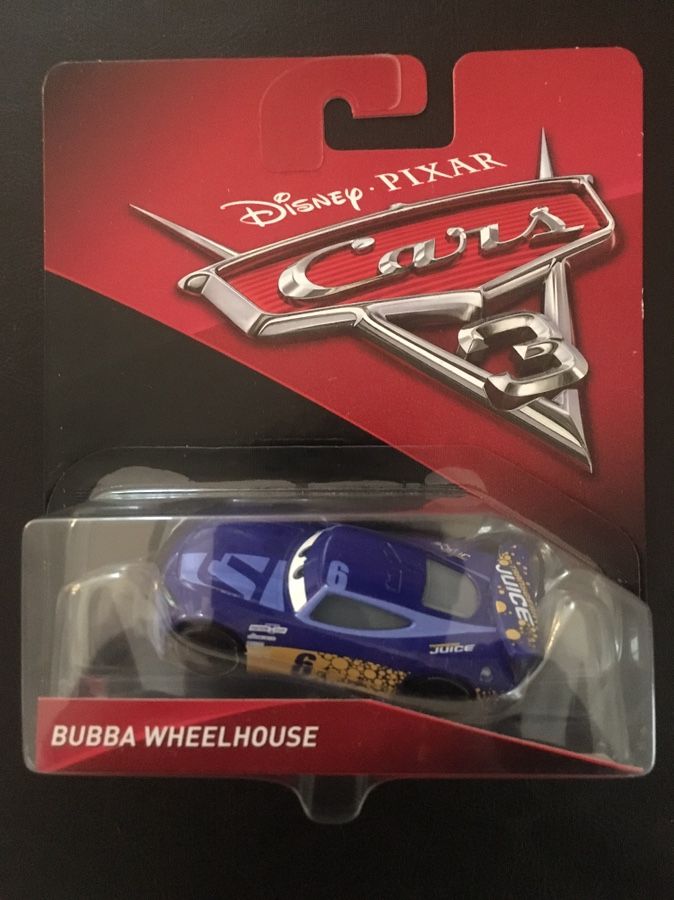 Disney · PIXAR
Cars
3
6
JUICE
JUICE
6
BUBBA WHEELHOUSE